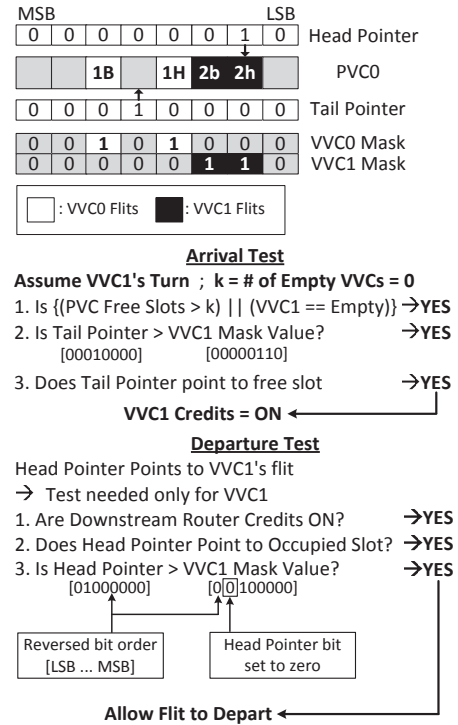 MSB LSB
0 0 0 0 0 0 1 0 Head Pointer
1B 1H 2b 2h PVC0
0 0 0 1 0 0 0 0 Tail Pointer
0 0 1 0 1 0 0 0 VVC0 Mask
0 0 0 0 0 1 1 0 VVC1 Mask
: VVC0 Flits : VVC1 Flits
Arrival Test
Assume VVC1's Turn ; k = # of Empty VVCs = 0
1. Is {(PVC Free Slots > k) || (VVC1 == Empty)} →YES
2. Is Tail Pointer > VVC1 Mask Value? →YES
[00010000] [00000110]
3. Does Tail Pointer point to free slot →YES
VVC1 Credits = ON
Departure Test
Head Pointer Points to VVC1's flit
→ Test needed only for VVC1
1. Are Downstream Router Credits ON? →YES
2. Does Head Pointer Point to Occupied Slot? →YES
3. Is Head Pointer > VVC1 Mask Value? →YES
[01000000] [00100000]
Reversed bit order
[LSB ... MSB]
Head Pointer bit
set to zero
Allow Flit to Depart